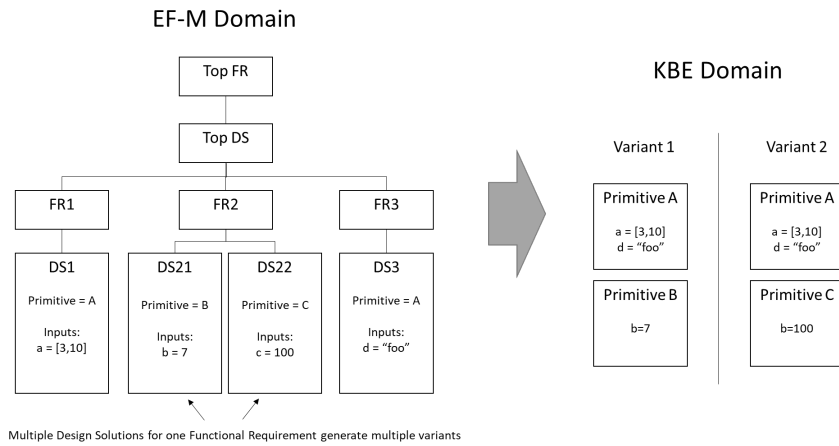 EF-M Domain
Top FR
Top DS
FR1
FR2
FR3
DS1
Primitive = A
Inputs:
a = [3,10]
DS21
Primitive = B
Inputs:
b = 7
DS22
Primitive = C
Inputs:
c = 100
DS3
Primitive = A
Inputs:
d = “foo”
Multiple Design Solutions for one Functional Requirement generate multiple variants
KBE Domain
Variant 1
Primitive A
a = [3,10]
d = “foo”
Primitive B
b=7
Variant 2
Primitive A
a = [3,10]
d = “foo”
Primitive C
b=100